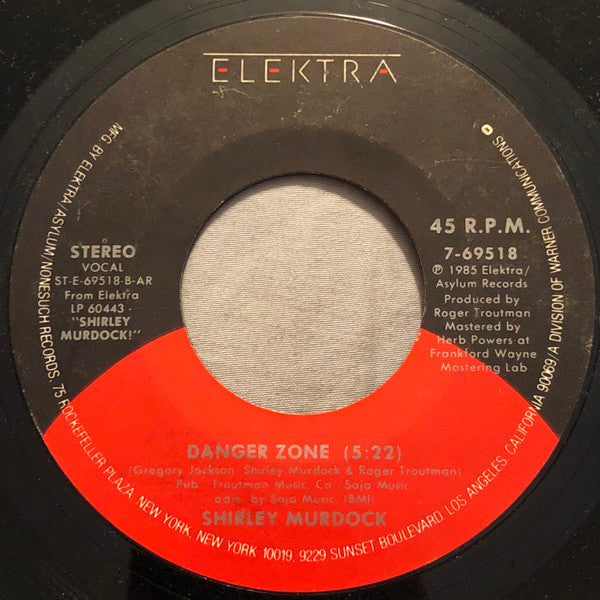 ELEKTRA
MFG BY ELEKTRA/ASYLUM/NONESUCH RECORDS, 75 ROCKEFELLER PLAZA, NEW YORK, NEW YORK 10019, 9229 SUNSET BOULEVARD, LOS ANGELES, CALIFORNIA 90069/A DIVISION OF WARNER COMMUNICATIONS
STEREO
VOCAL
ST-E-69518-B-AR
From Elektra
LP 60443 -
"SHIRLEY
MURDOCK!"
45 R.P.M.
7-69518
℗ 1985 Elektra/
Asylum Records
Produced by
Roger Troutman
Mastered by
Herb Powers at
Frankford Wayne
Mastering Lab
DANGER ZONE (5:22)
(Gregory Jackson, Shirley Murdock & Roger Troutman)
Pub. Troutman Music. Co., Saja Music.
adm. by Saja Music. (BMI)
SHIRLEY MURDOCK